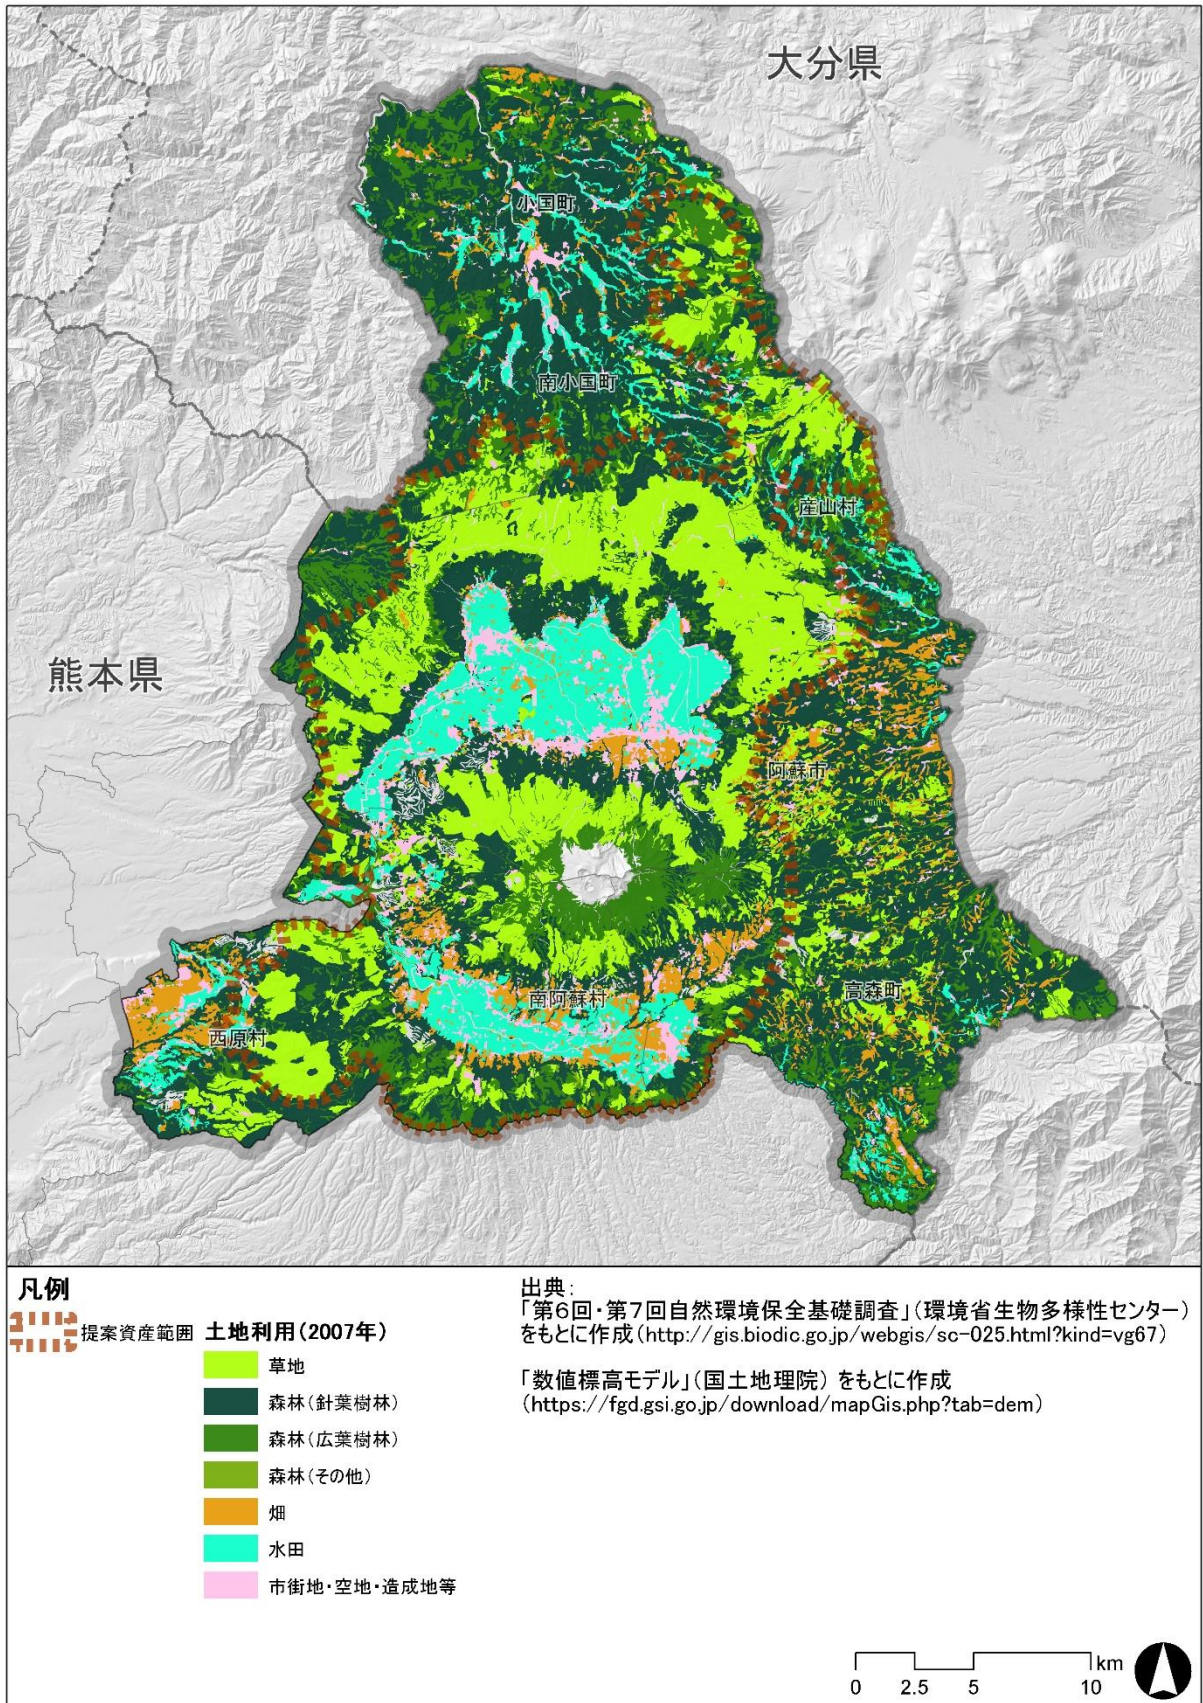 大分県
小国町
南小国町
産山村
熊本県
阿蘇市
南阿蘇村
高森町
西原村
凡例
提案資産範囲
土地利用(2007年)
草地
森林(針葉樹林)
森林(広葉樹林)
森林(その他)
畑
水田
市街地・空地・造成地等
出典:
「第6回・第7回自然環境保全基礎調査」(環境省生物多様性センター)
をもとに作成(http://gis.biodic.go.jp/webgis/sc-025.html?kind=vg67)
「数値標高モデル」(国土地理院) をもとに作成
(https://fgd.gsi.go.jp/download/mapGis.php?tab=dem)
km
0 2.5 5 10